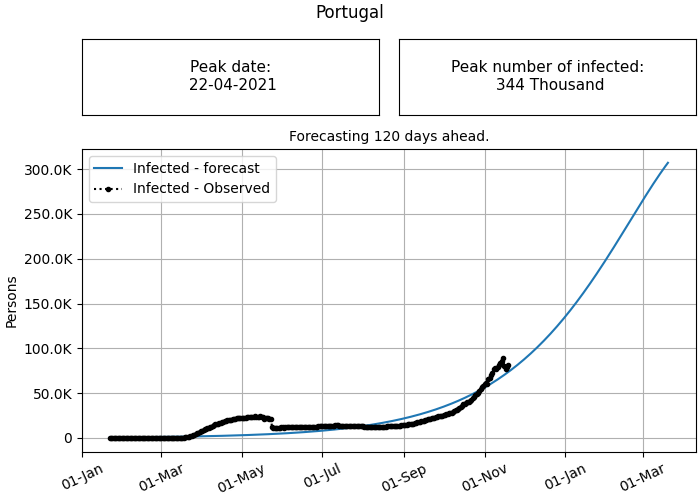 Portugal
Peak date:
22-04-2021
Peak number of infected:
344 Thousand
Forecasting 120 days ahead.
Infected - forecast
Infected - Observed
300.0K
250.0K
200.0K
150.0K
100.0K
50.0K
0
Persons
01-Jan
01-Mar
01-May
01-Jul
01-Sep
01-Nov
01-Jan
01-Mar